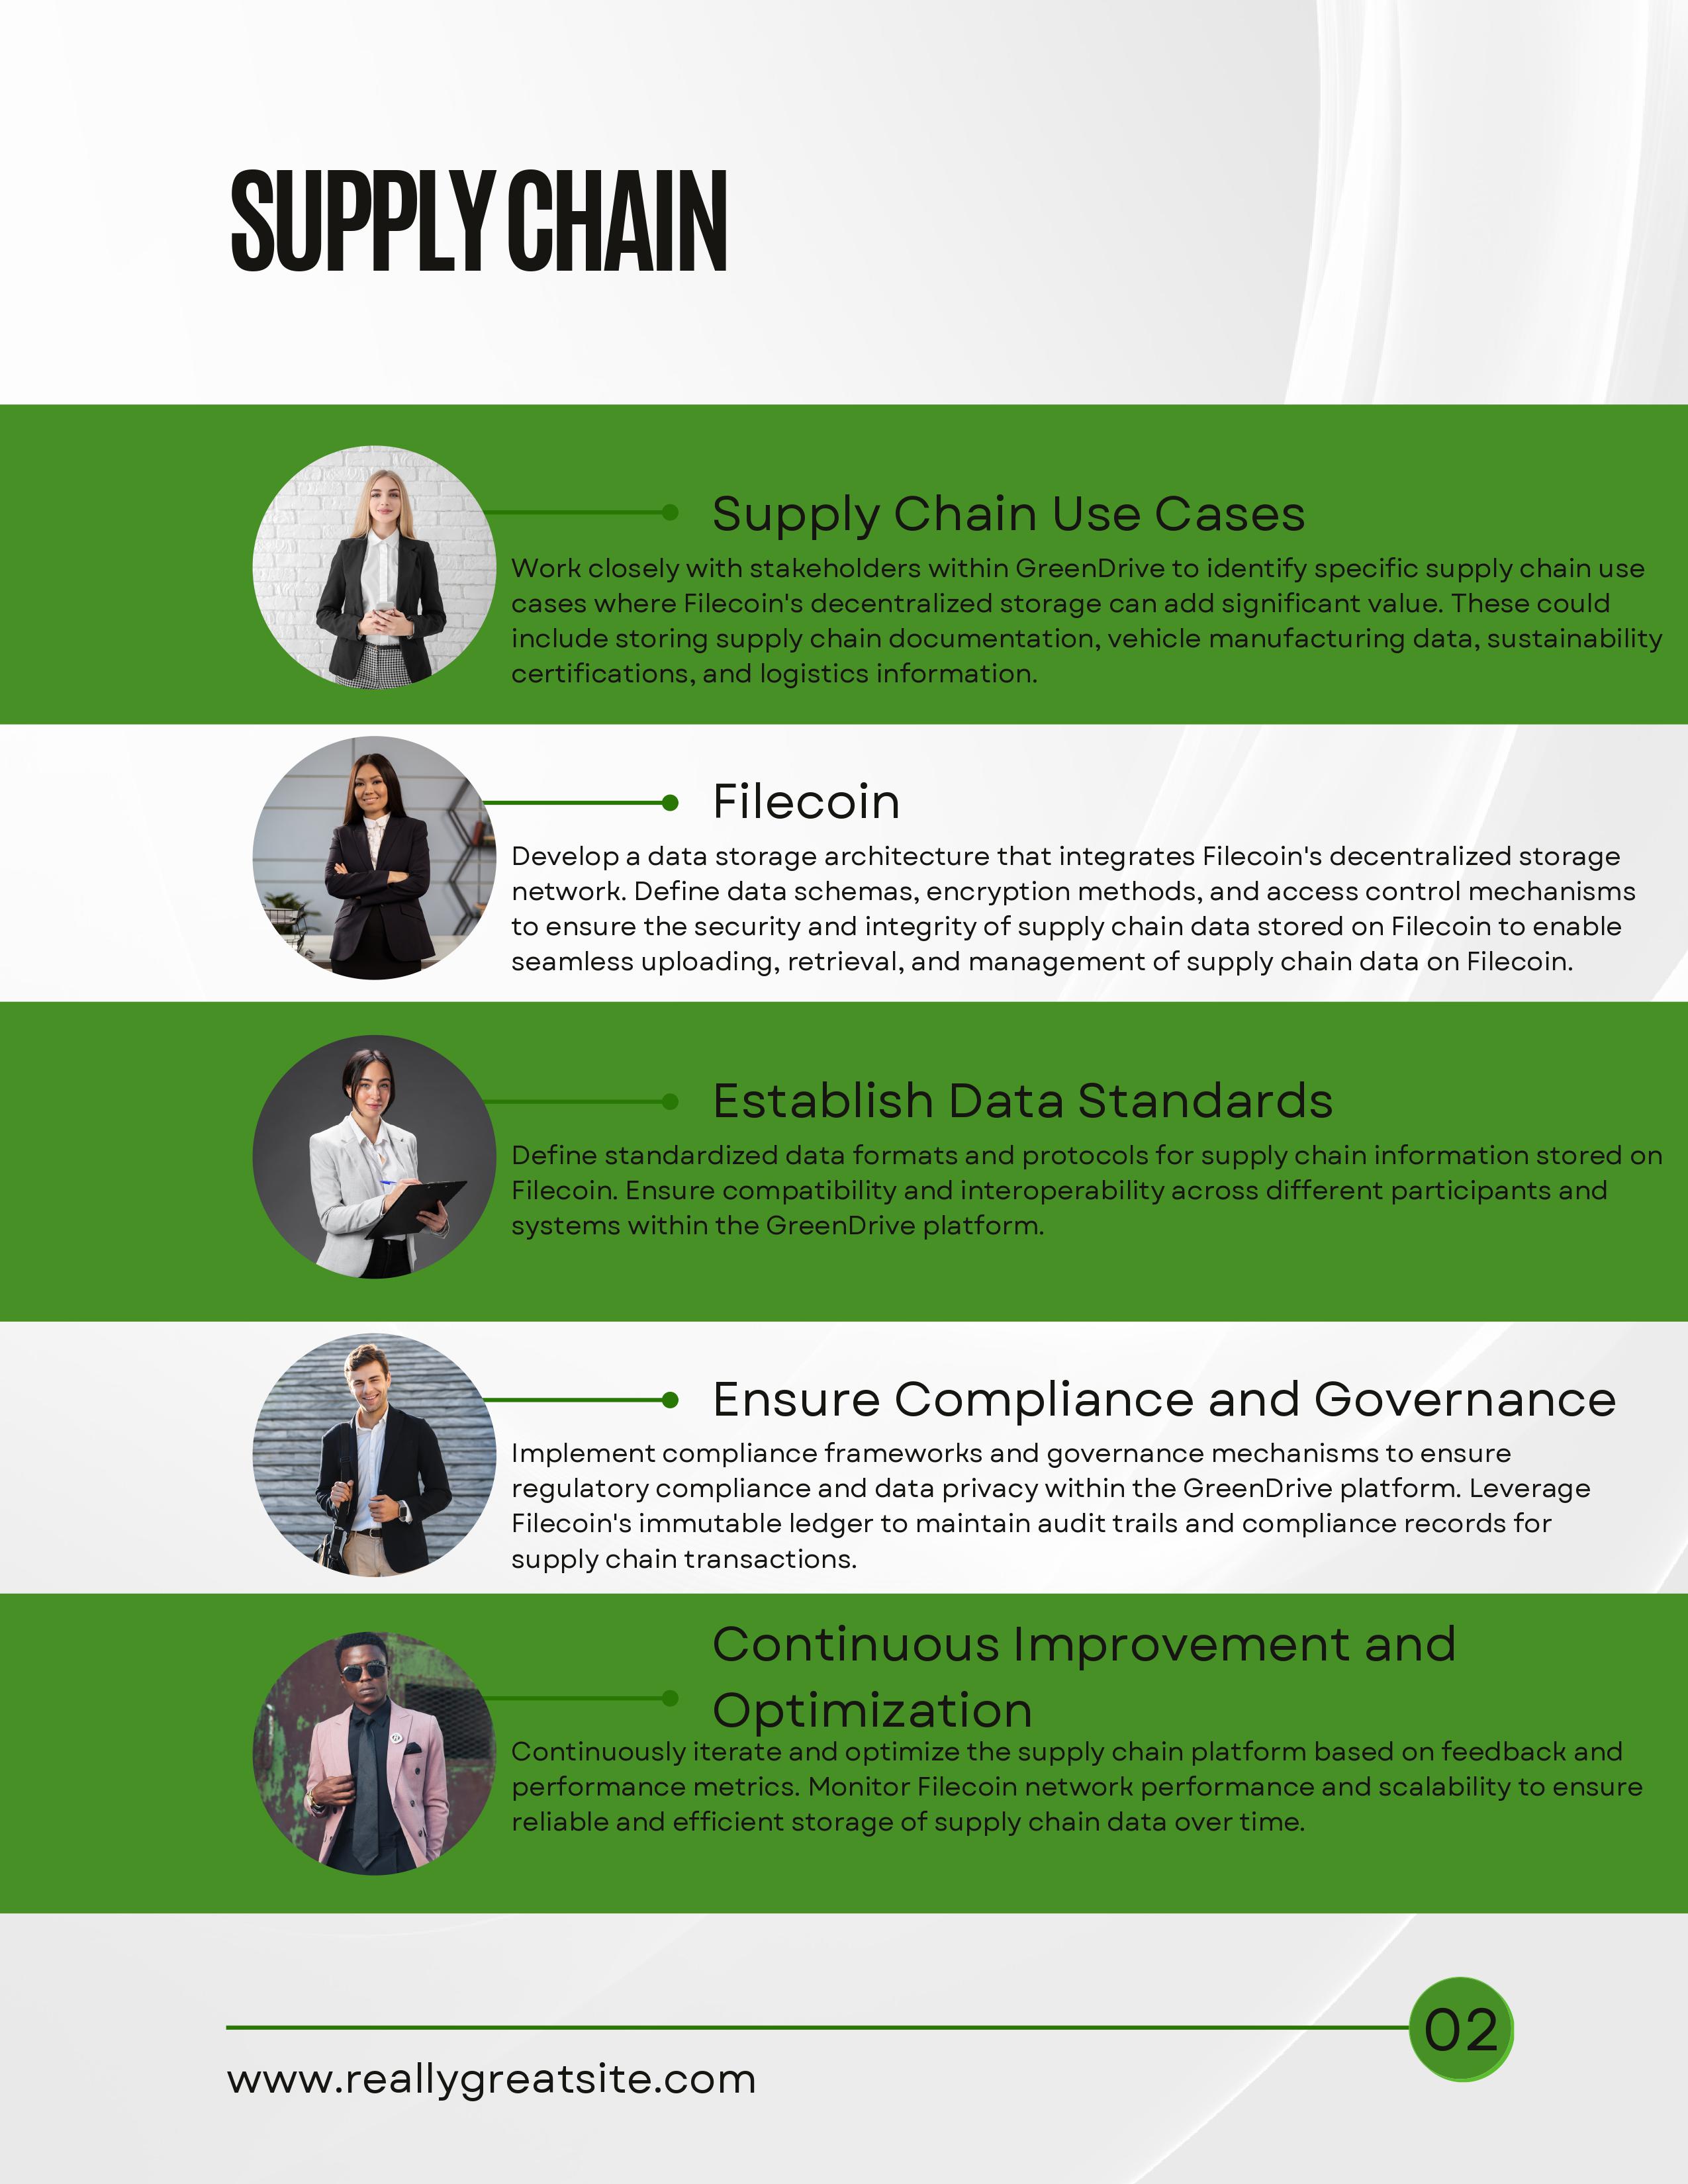 SUPPLY CHAIN
Supply Chain Use Cases
Work closely with stakeholders within GreenDrive to identify specific supply chain use
cases where Filecoin's decentralized storage can add significant value. These could
include storing supply chain documentation, vehicle manufacturing data, sustainability
certifications, and logistics information.
Filecoin
Develop a data storage architecture that integrates Filecoin's decentralized storage
network. Define data schemas, encryption methods, and access control mechanisms
to ensure the security and integrity of supply chain data stored on Filecoin to enable
seamless uploading, retrieval, and management of supply chain data on Filecoin.
Establish Data Standards
Define standardized data formats and protocols for supply chain information stored on
Filecoin. Ensure compatibility and interoperability across different participants and
systems within the GreenDrive platform.
Ensure Compliance and Governance
Implement compliance frameworks and governance mechanisms to ensure
regulatory compliance and data privacy within the GreenDrive platform. Leverage
Filecoin's immutable ledger to maintain audit trails and compliance records for
supply chain transactions.
Continuous Improvement and
Optimization
Continuously iterate and optimize the supply chain platform based on feedback and
performance metrics. Monitor Filecoin network performance and scalability to ensure
reliable and efficient storage of supply chain data over time.
02
www.reallygreatsite.com